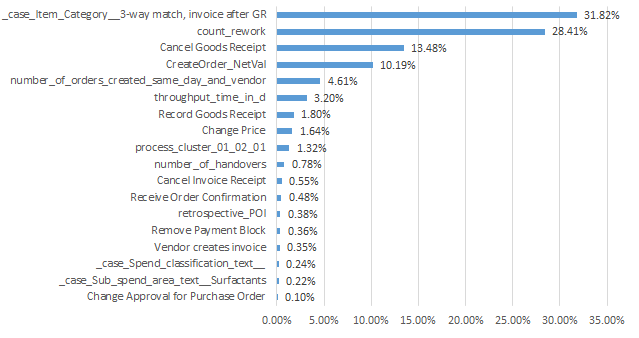 _case_Item_Category__3-way match, invoice after GR 31.82%
count_rework 28.41%
Cancel Goods Receipt 13.48%
CreateOrder_NetVal 10.19%
number_of_orders_created_same_day_and_vendor 4.61%
throughput_time_in_d 3.20%
Record Goods Receipt 1.80%
Change Price 1.64%
process_cluster_01_02_01 1.32%
number_of_handovers 0.78%
Cancel Invoice Receipt 0.55%
Receive Order Confirmation 0.48%
retrospective_POI 0.38%
Remove Payment Block 0.36%
Vendor creates invoice 0.35%
_case_Spend_classification_text__ 0.24%
_case_Sub_spend_area_text__Surfactants 0.22%
Change Approval for Purchase Order 0.10%
0.00% 5.00% 10.00% 15.00% 20.00% 25.00% 30.00% 35.00%